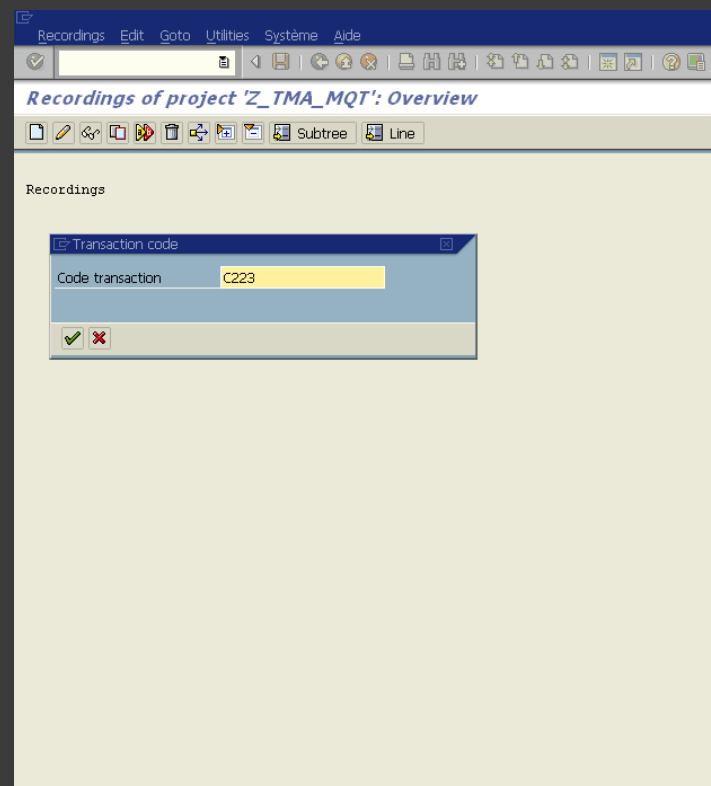 Recordings Edit Goto Utilities Système Aide
Recordings of project 'Z_TMA_MQT': Overview
Subtree Line
Recordings
Transaction code
Code transaction C223